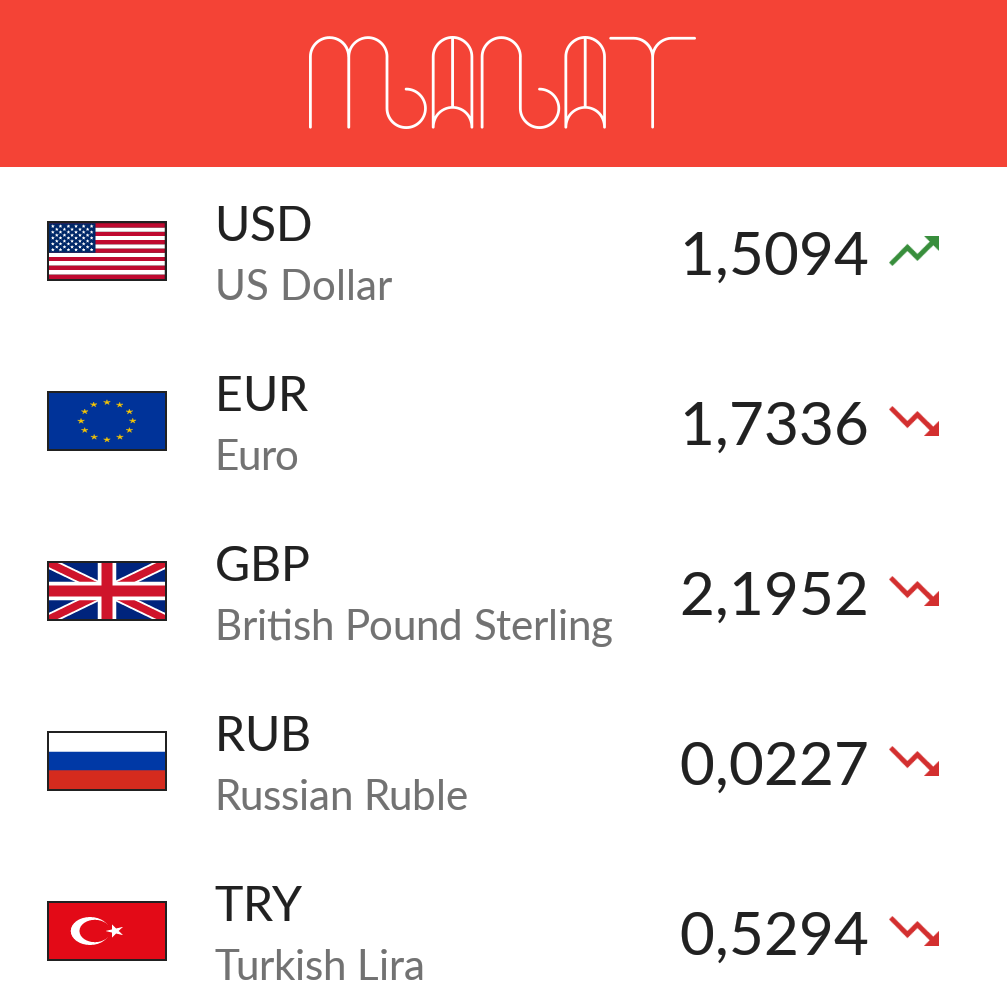 MANAT
USD
US Dollar
1,5094
EUR
Euro
1,7336
GBP
British Pound Sterling
2,1952
RUB
Russian Ruble
0,0227
TRY
Turkish Lira
0,5294